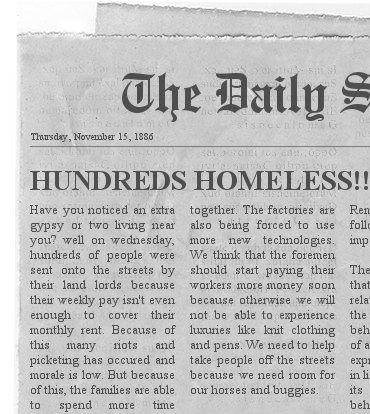 The Daily S
Thursday, November 15, 1886
HUNDREDS HOMELESS!!
Have you noticed an extra
gypsy or two living near
you? well on wednesday,
hundreds of people were
sent onto the streets by
their land lords because
their weekly pay isn't even
enough to cover their
monthly rent. Because of
this many riots and
picketing has occured and
morale is low. But because
of this, the families are able
to spend more time
together. The factories are
also being forced to use
more new technologies.
We think that the foremen
should start paying their
workers more money soon
because otherwise we will
not be able to experience
luxuries like knit clothing
and pens. We need to help
take people off the streets
because we need room for
our horses and buggies.
Rem
follo
imp
The
that
rela
the
beh
of a
exp
in li
its
beh